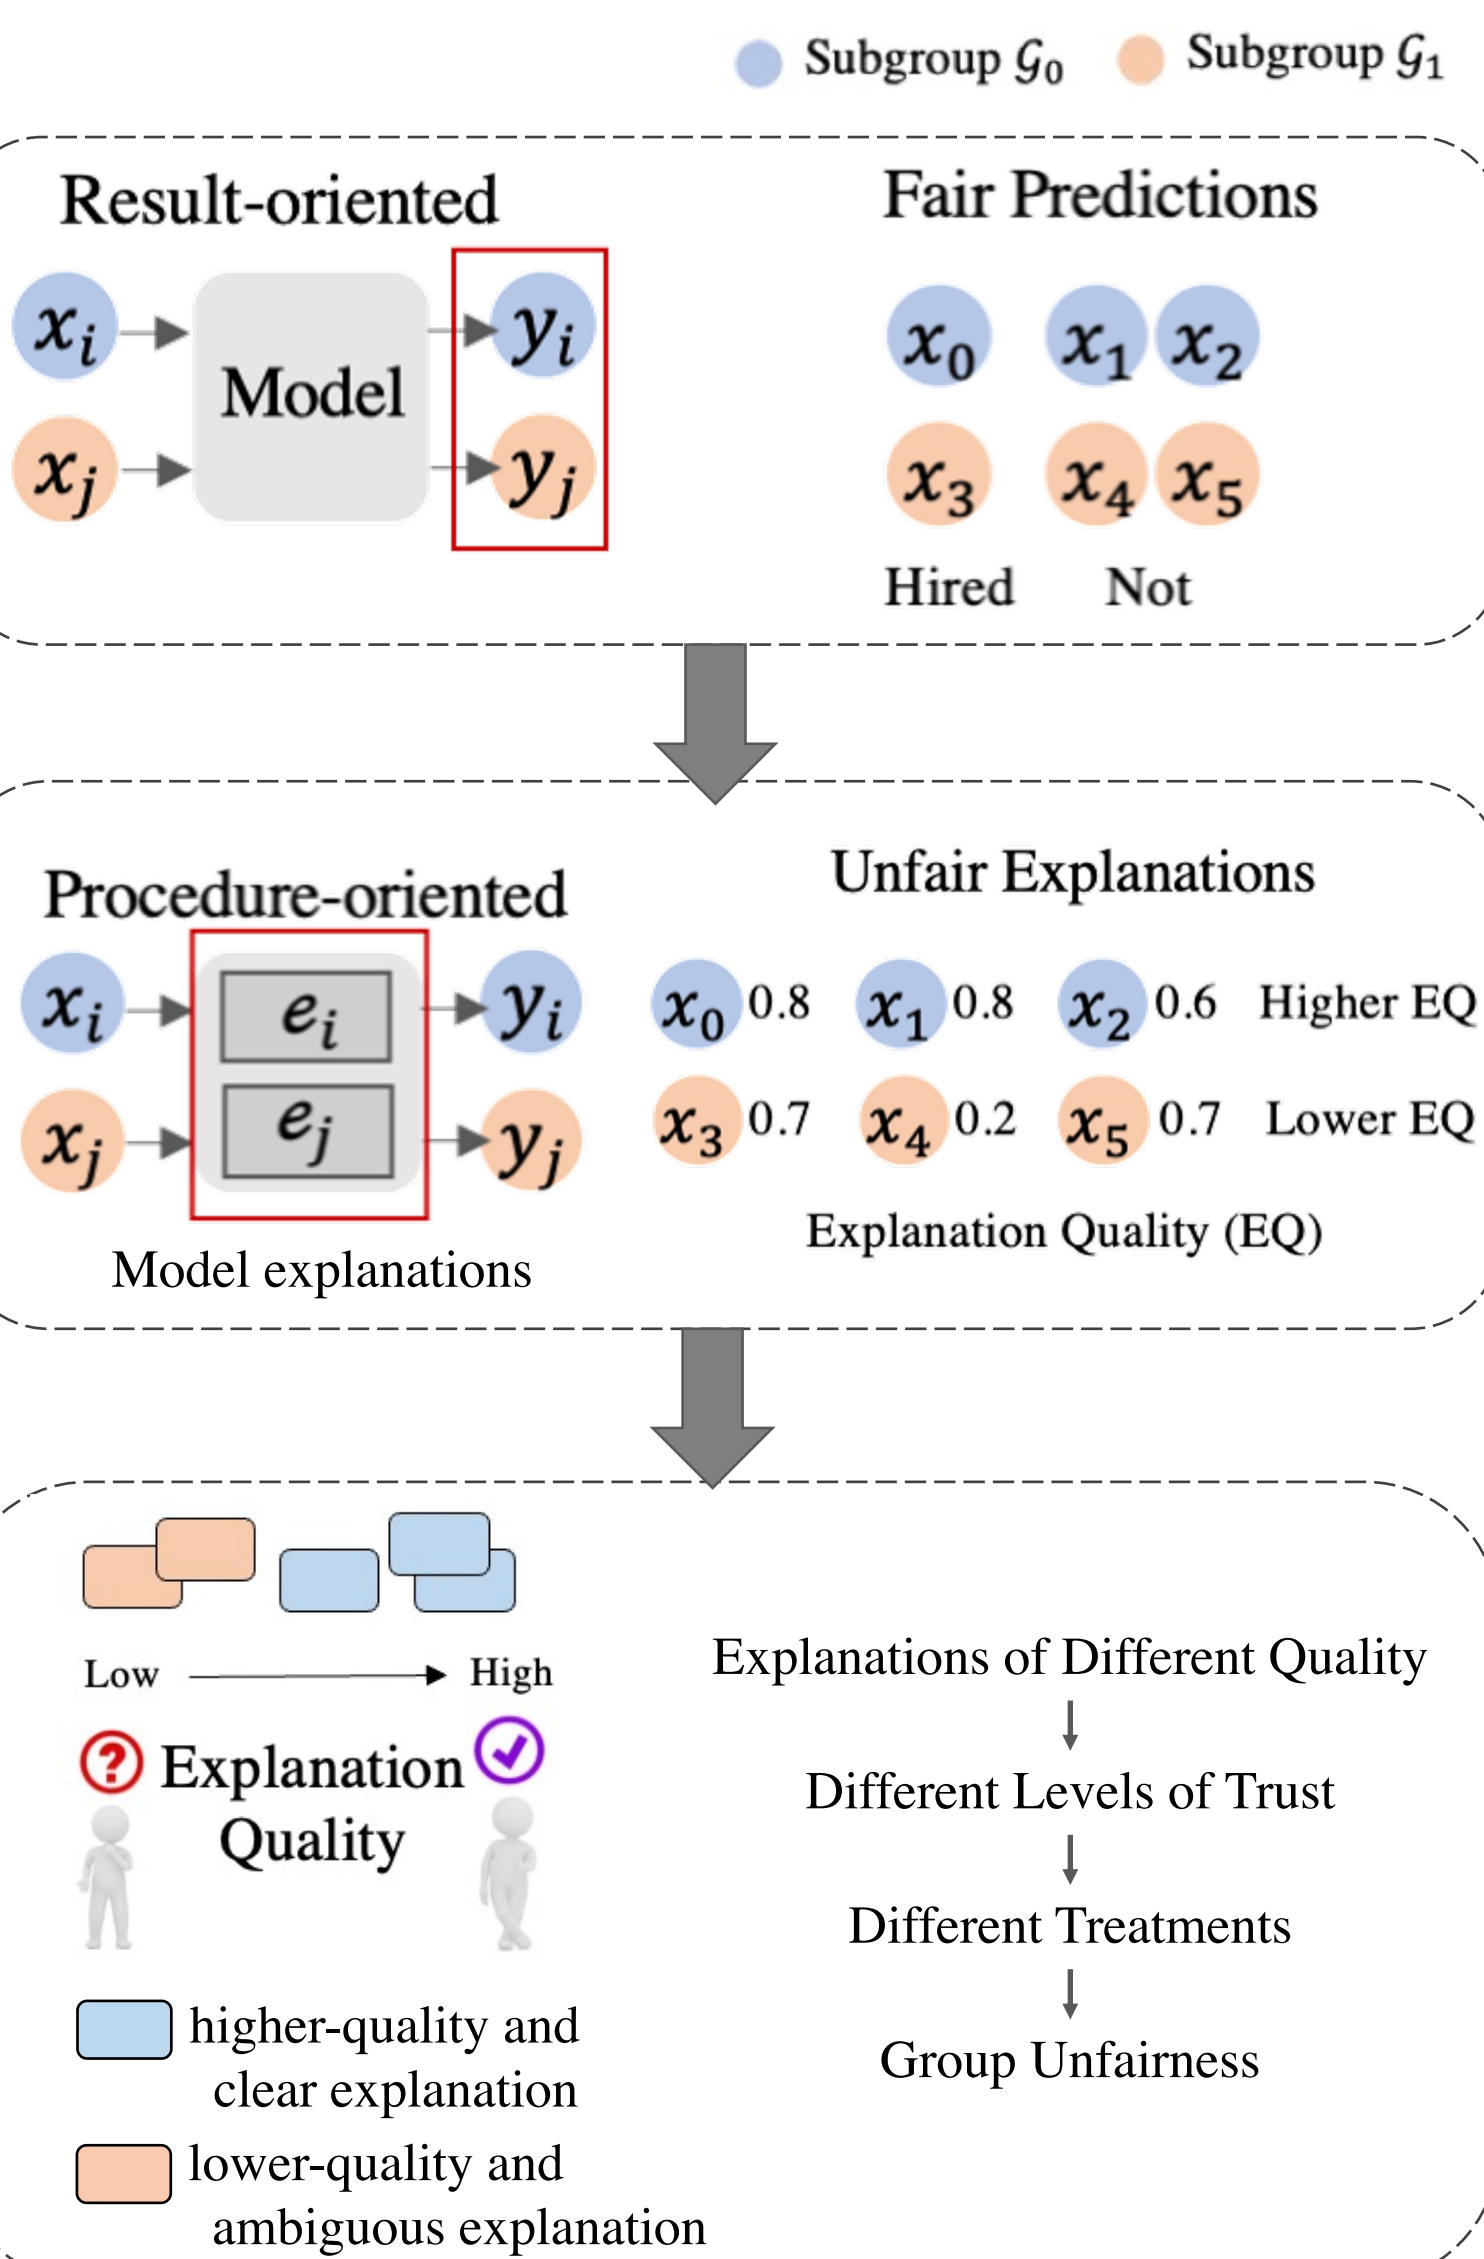 Subgroup 𝒢0 Subgroup 𝒢1
Result-oriented
Fair Predictions
xi
Model
yi
xj
yj
x0 x1 x2
x3 x4 x5
Hired Not
Procedure-oriented
Unfair Explanations
xi
ei
yi
xj
ej
yj
Model explanations
x0 0.8 x1 0.8 x2 0.6 Higher EQ
x3 0.7 x4 0.2 x5 0.7 Lower EQ
Explanation Quality (EQ)
Low High
?
Explanation
Quality
higher-quality and
clear explanation
lower-quality and
ambiguous explanation
Explanations of Different Quality
Different Levels of Trust
Different Treatments
Group Unfairness